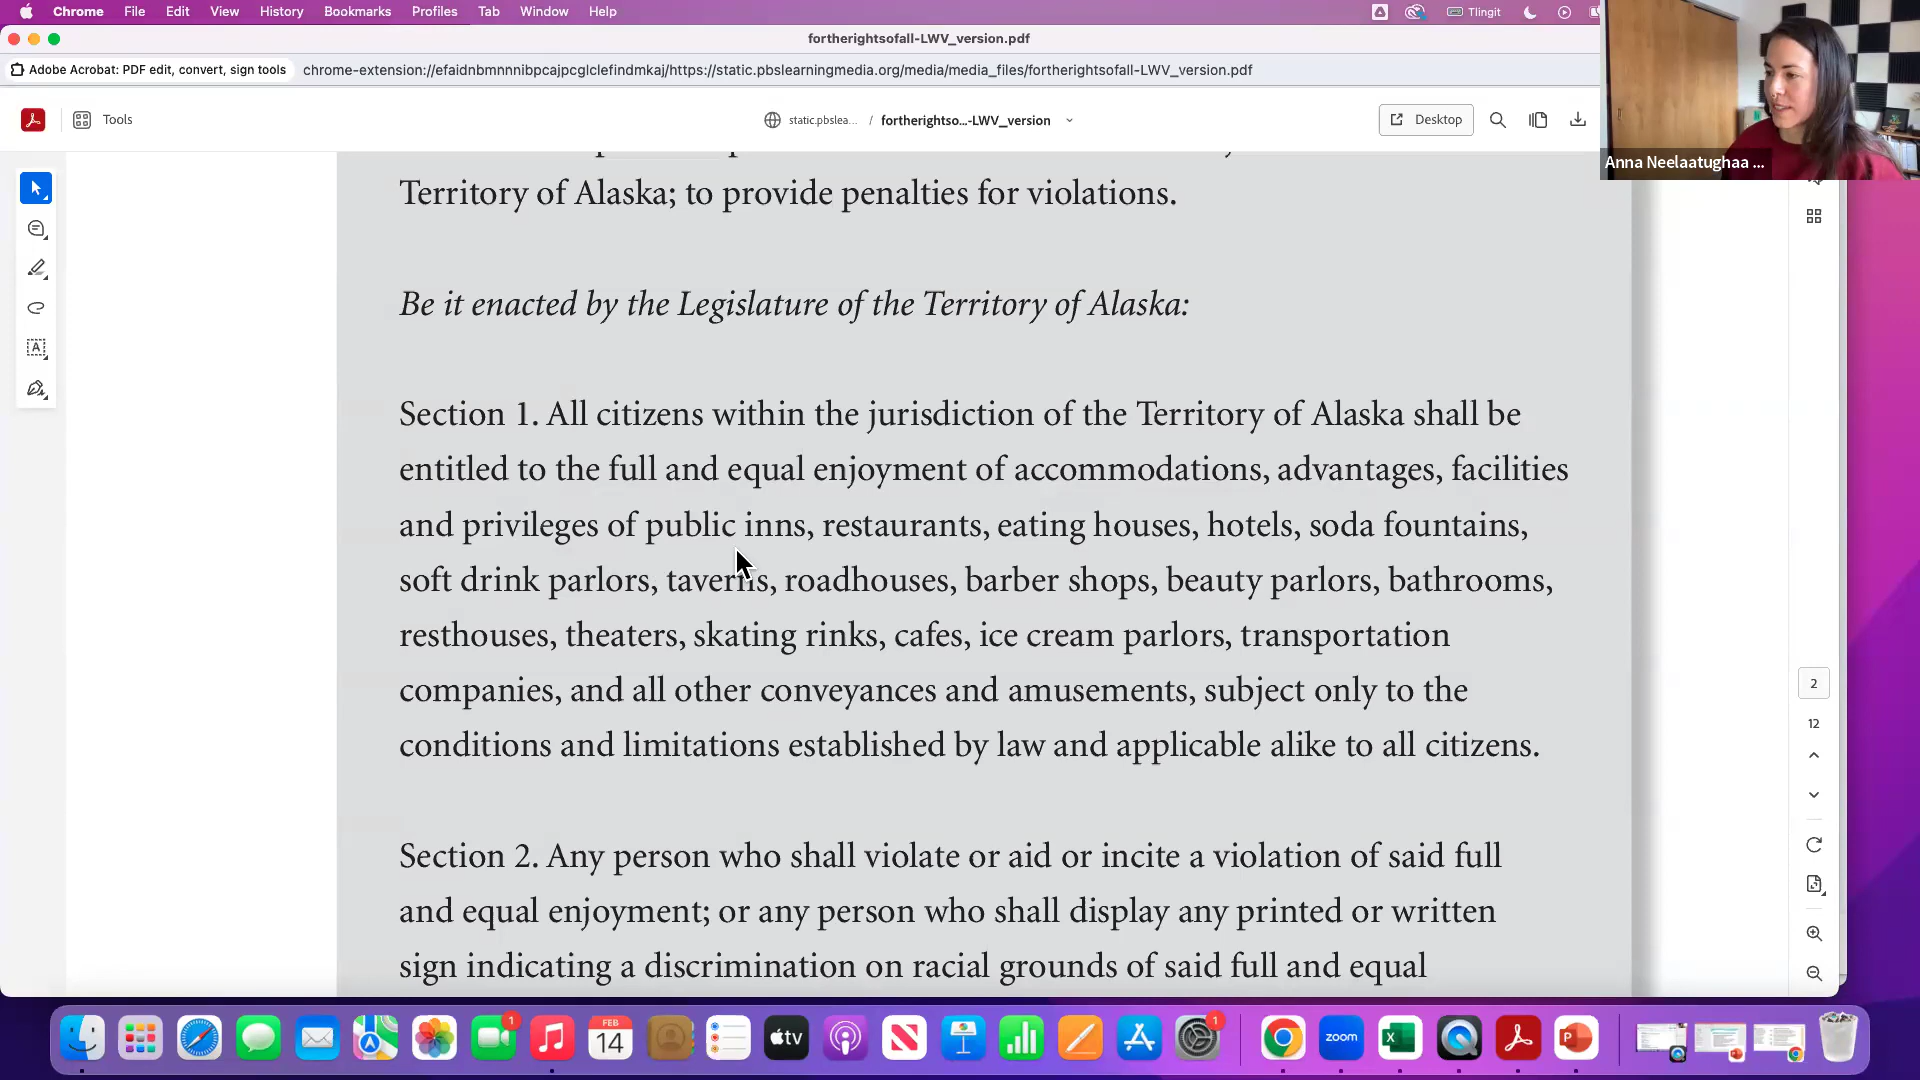 Chrome File Edit View History Bookmarks Profiles Tab Window Help Tlingit
fortherightsofall-LWV_version.pdf
Adobe Acrobat: PDF edit, convert, sign tools chrome-extension://efaidnbmnnnibpcajpcglclefindmkaj/https://static.pbslearningmedia.org/media/media_files/fortherightsofall-LWV_version.pdf
Tools static.pbslea... / fortherightso...-LWV_version Desktop
Anna Neelaatughaa ...
Territory of Alaska; to provide penalties for violations.
Be it enacted by the Legislature of the Territory of Alaska:
Section 1. All citizens within the jurisdiction of the Territory of Alaska shall be
entitled to the full and equal enjoyment of accommodations, advantages, facilities
and privileges of public inns, restaurants, eating houses, hotels, soda fountains,
soft drink parlors, taverns, roadhouses, barber shops, beauty parlors, bathrooms,
resthouses, theaters, skating rinks, cafes, ice cream parlors, transportation
companies, and all other conveyances and amusements, subject only to the
conditions and limitations established by law and applicable alike to all citizens.
Section 2. Any person who shall violate or aid or incite a violation of said full
and equal enjoyment; or any person who shall display any printed or written
sign indicating a discrimination on racial grounds of said full and equal
2
12
1
FEB
14
tv
1
zoom